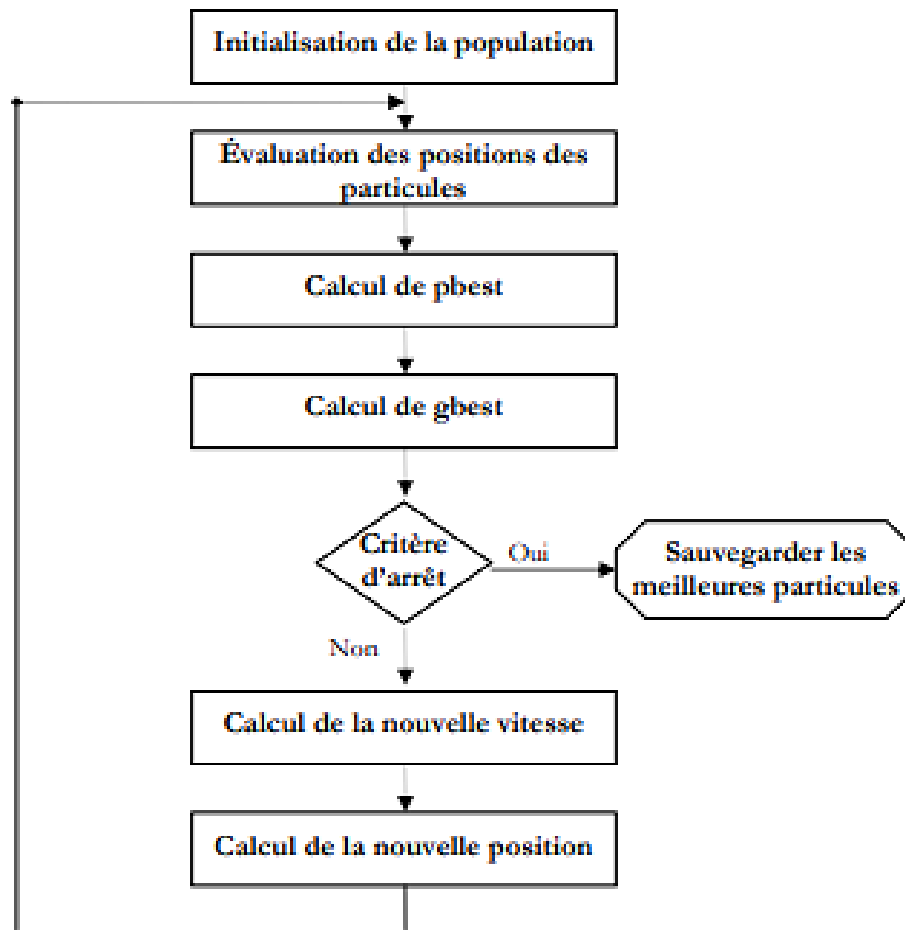 Initialisation de la population
Évaluation des positions des
particules
Calcul de pbest
Calcul de gbest
Critère
d'arrêt
Oui
Sauvegarder les
meilleures particules
Non
Calcul de la nouvelle vitesse
Calcul de la nouvelle position